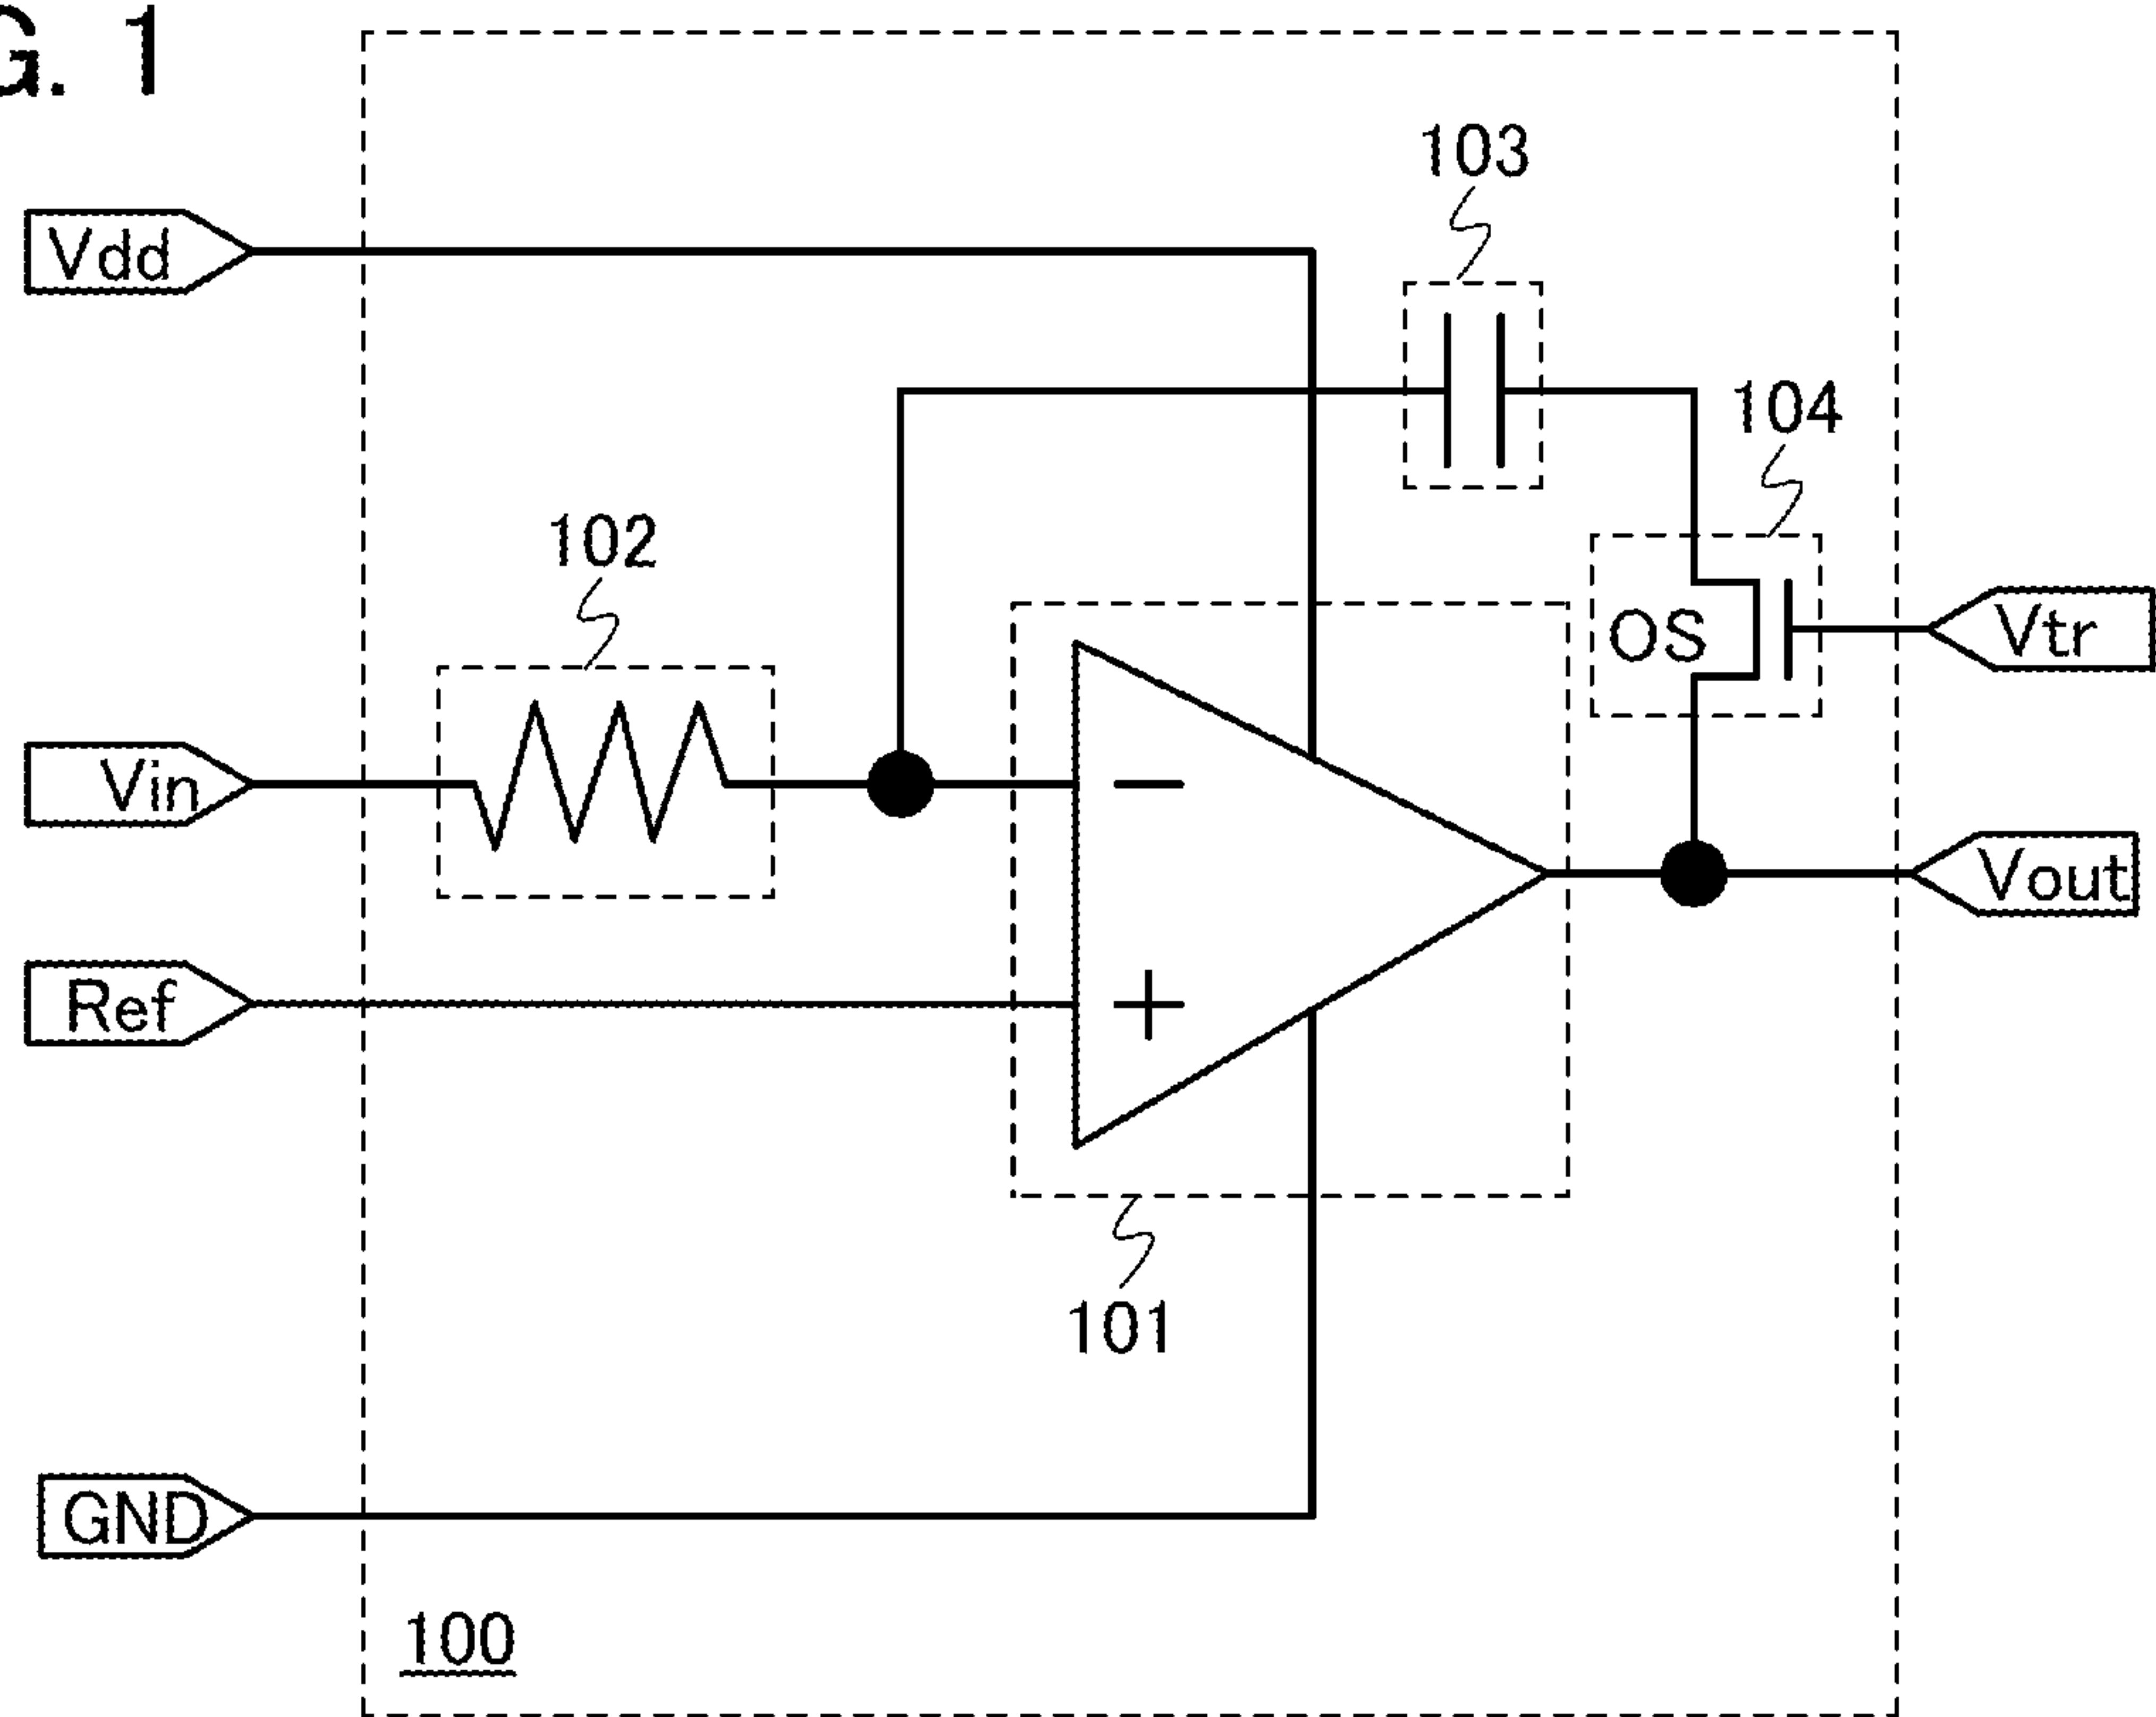 G. 1
103
Vdd
104
102
OS
Vtr
Vin
−
Vout
Ref
+
101
GND
100